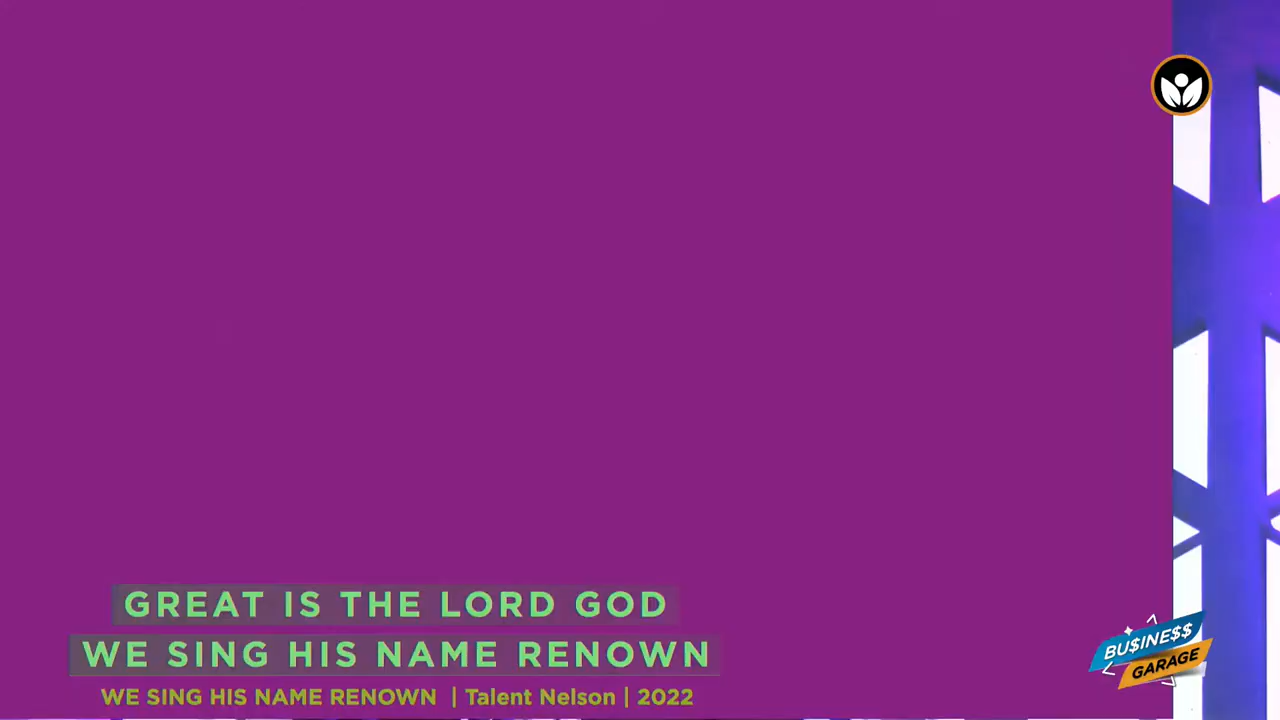 GREAT IS THE LORD GOD
WE SING HIS NAME RENOWN
WE SING HIS NAME RENOWN | Talent Nelson | 2022
BU$INE$$
GARAGE